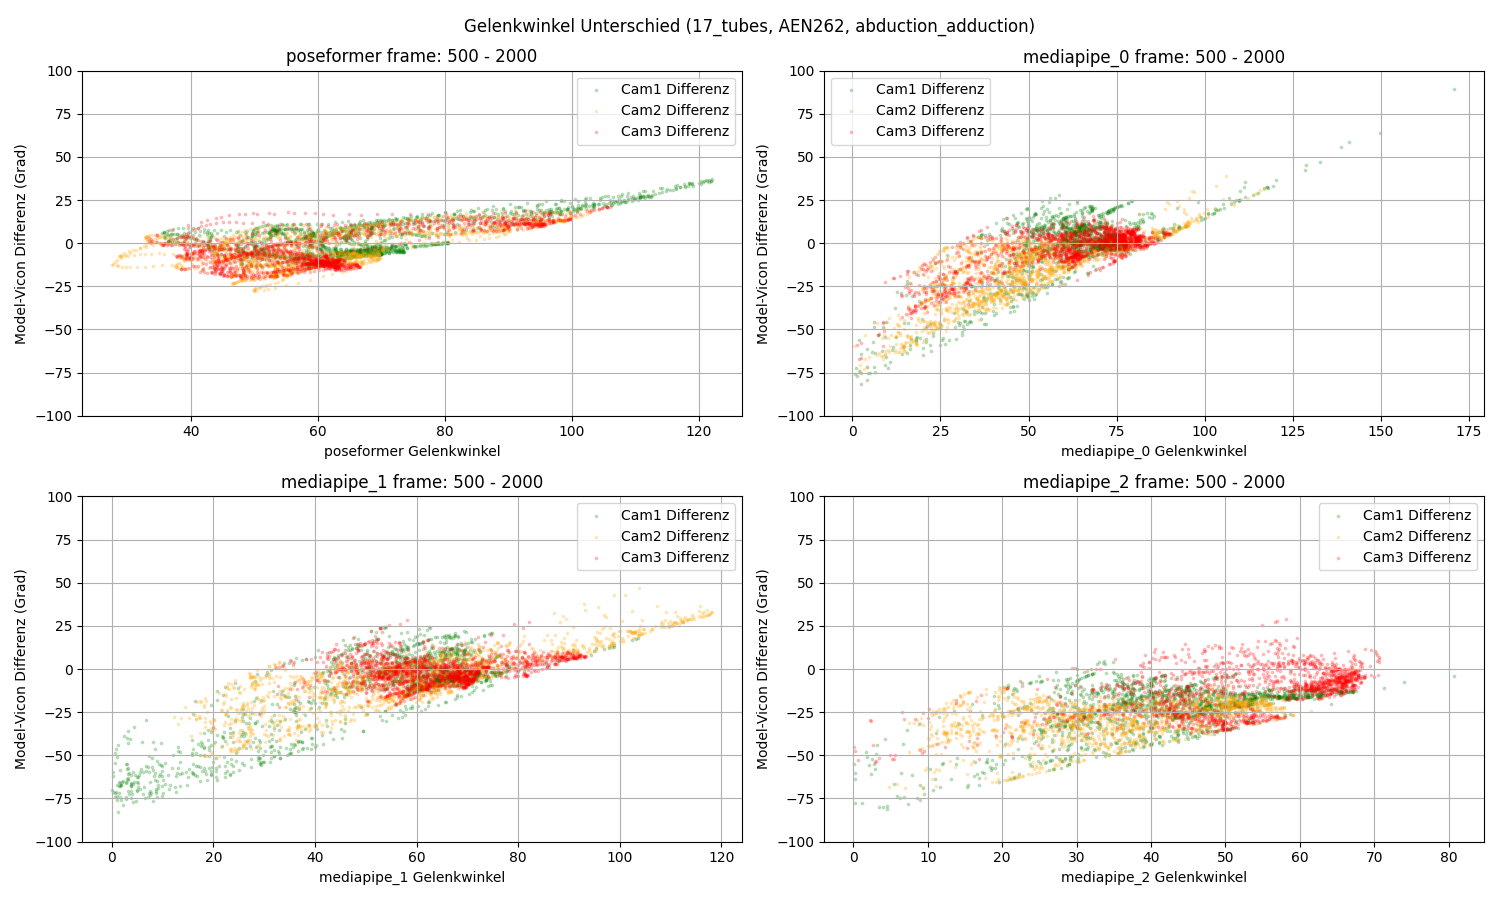 Gelenkwinkel Unterschied (17_tubes, AEN262, abduction_adduction)
poseformer frame: 500 - 2000
100
75
50
25
0
−25
−50
−75
−100
Model-Vicon Differenz (Grad)
Cam1 Differenz
Cam2 Differenz
Cam3 Differenz
40 60 80 100 120
poseformer Gelenkwinkel
mediapipe_0 frame: 500 - 2000
100
75
50
25
0
−25
−50
−75
−100
Model-Vicon Differenz (Grad)
Cam1 Differenz
Cam2 Differenz
Cam3 Differenz
0 25 50 75 100 125 150 175
mediapipe_0 Gelenkwinkel
mediapipe_1 frame: 500 - 2000
100
75
50
25
0
−25
−50
−75
−100
Model-Vicon Differenz (Grad)
Cam1 Differenz
Cam2 Differenz
Cam3 Differenz
0 20 40 60 80 100 120
mediapipe_1 Gelenkwinkel
mediapipe_2 frame: 500 - 2000
100
75
50
25
0
−25
−50
−75
−100
Model-Vicon Differenz (Grad)
Cam1 Differenz
Cam2 Differenz
Cam3 Differenz
0 10 20 30 40 50 60 70 80
mediapipe_2 Gelenkwinkel